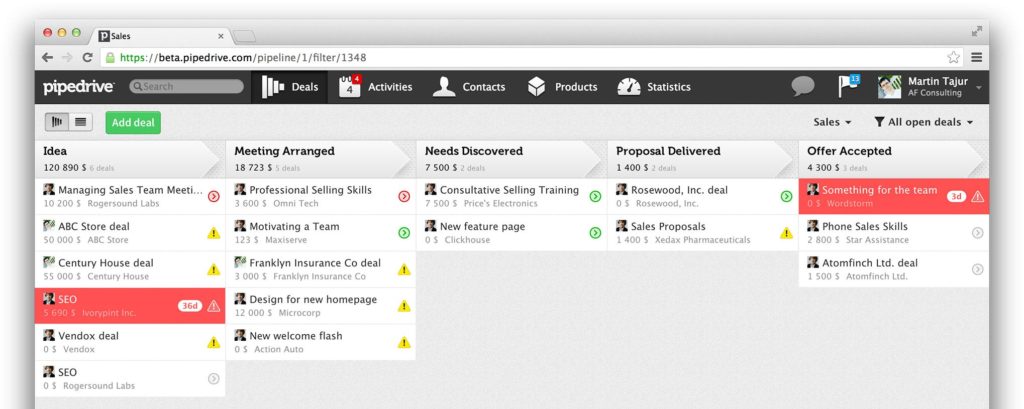 Sales
https://beta.pipedrive.com/pipeline/1/filter/1348
pipedrive
Search
Deals
4
4
Activities
Contacts
Products
Statistics
13
Martin Tajur
AF Consulting
Add deal
Sales
All open deals
Idea
120 890 $ 6 deals
Managing Sales Team Meeti...
10 200 $ Rogersound Labs
ABC Store deal
50 000 $ ABC Store
Century House deal
55 000 $ Century House
SEO
36d
5 690 $ Ivorypint Inc.
Vendox deal
0 $ Vendox
SEO
0 $ Rogersound Labs
Meeting Arranged
18 723 $ 5 deals
Professional Selling Skills
3 600 $ Omni Tech
Motivating a Team
123 $ Maxiserve
Franklyn Insurance Co deal
3 000 $ Franklyn Insurance Co
Design for new homepage
12 000 $ Microcorp
New welcome flash
0 $ Action Auto
Needs Discovered
7 500 $ 2 deals
Consultative Selling Training
7 500 $ Price's Electronics
New feature page
0 $ Clickhouse
Proposal Delivered
1 400 $ 2 deals
Rosewood, Inc. deal
0 $ Rosewood, Inc.
Sales Proposals
1 400 $ Xedax Pharmaceuticals
Offer Accepted
4 300 $ 3 deals
Something for the team
3d
0 $ Wordstorm
Phone Sales Skills
2 800 $ Star Assistance
Atomfinch Ltd. deal
1 500 $ Atomfinch Ltd.